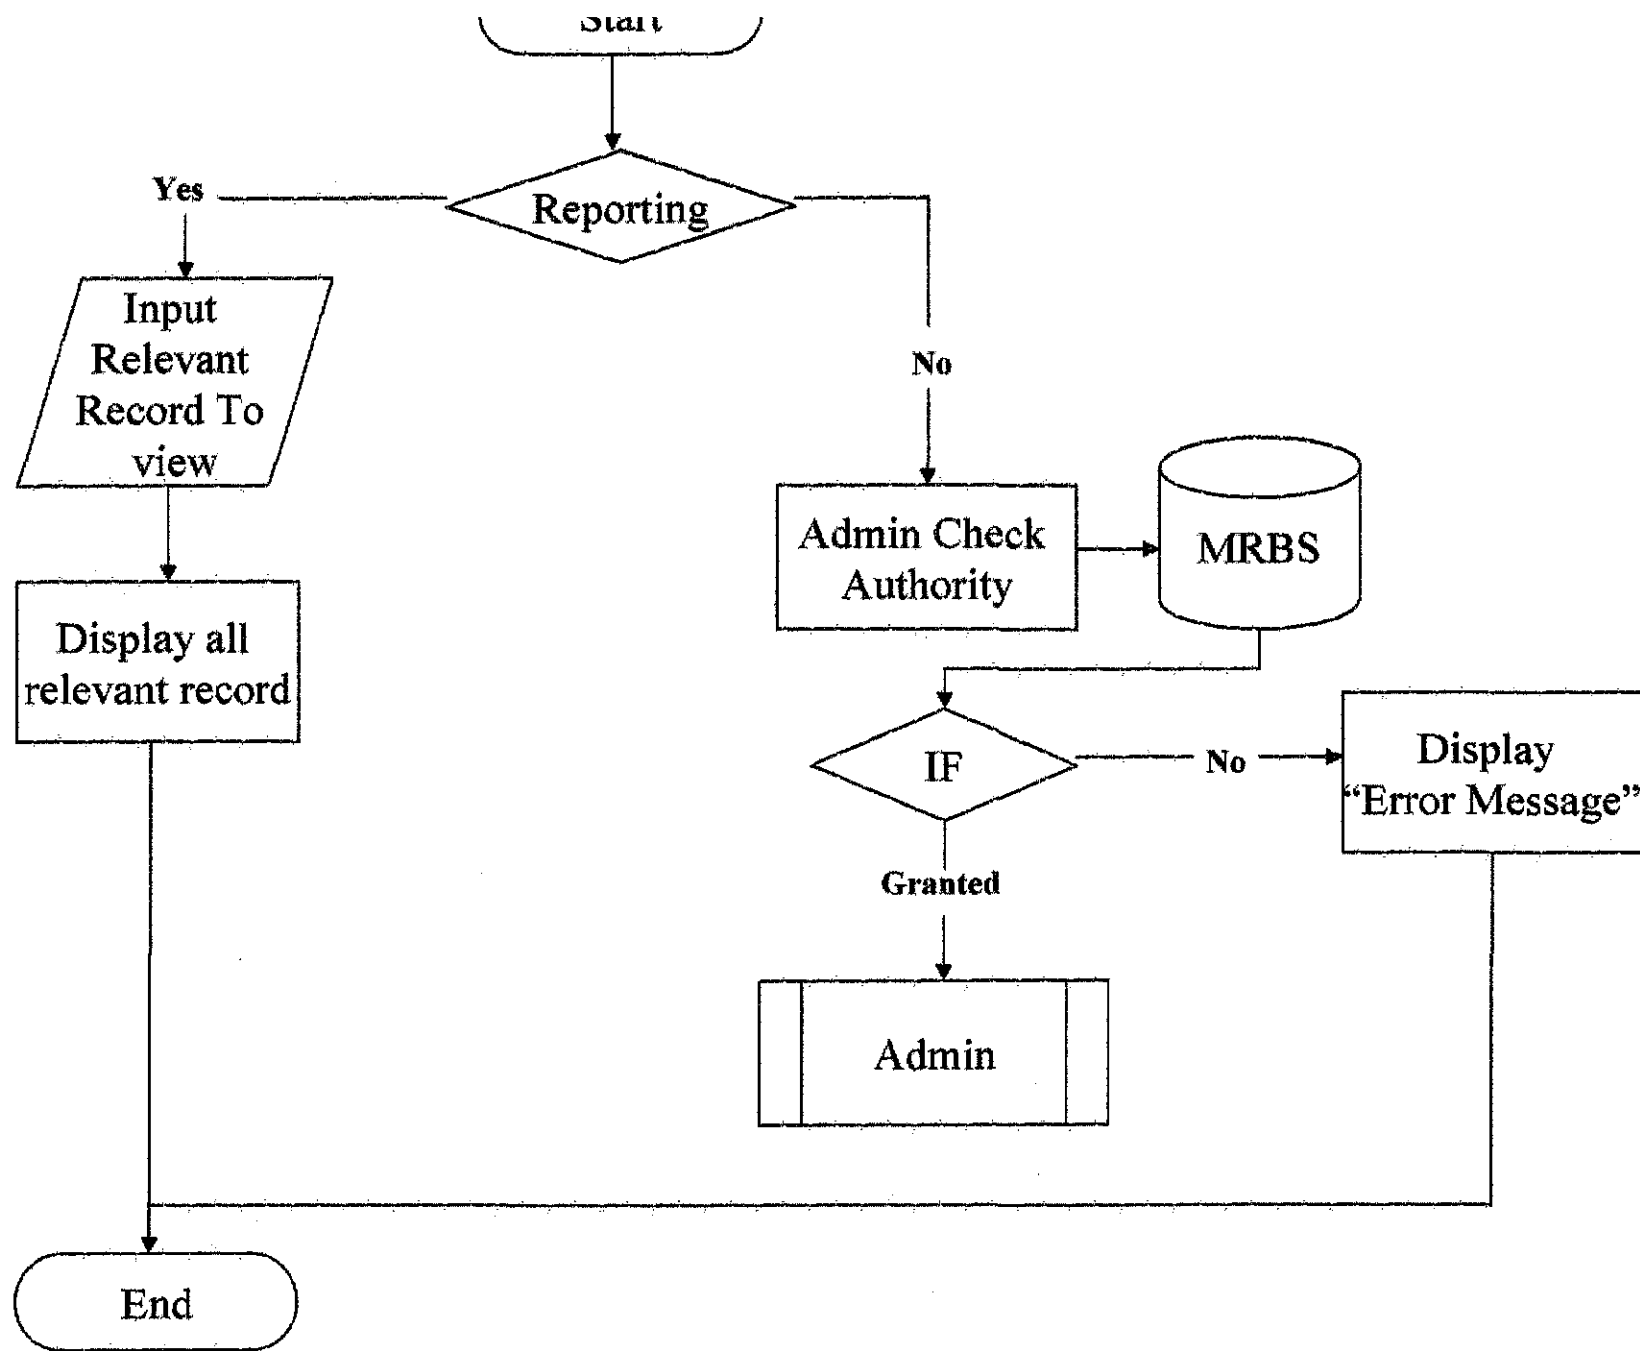 Start
Yes
Reporting
Input
Relevant
Record To
view
No
Admin Check
Authority
MRBS
Display all
relevant record
IF
No
Display
“Error Message”
Granted
Admin
End